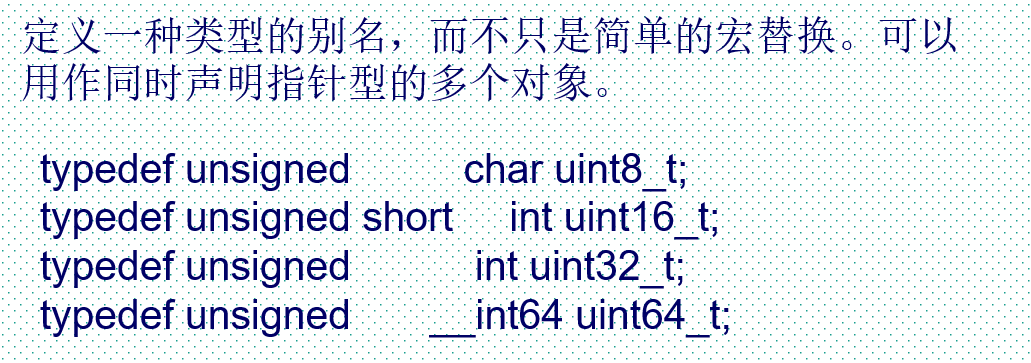 定义一种类型的别名，而不只是简单的宏替换。可以
用作同时声明指针型的多个对象。
typedef unsigned char uint8_t;
typedef unsigned short int uint16_t;
typedef unsigned int uint32_t;
typedef unsigned __int64 uint64_t;